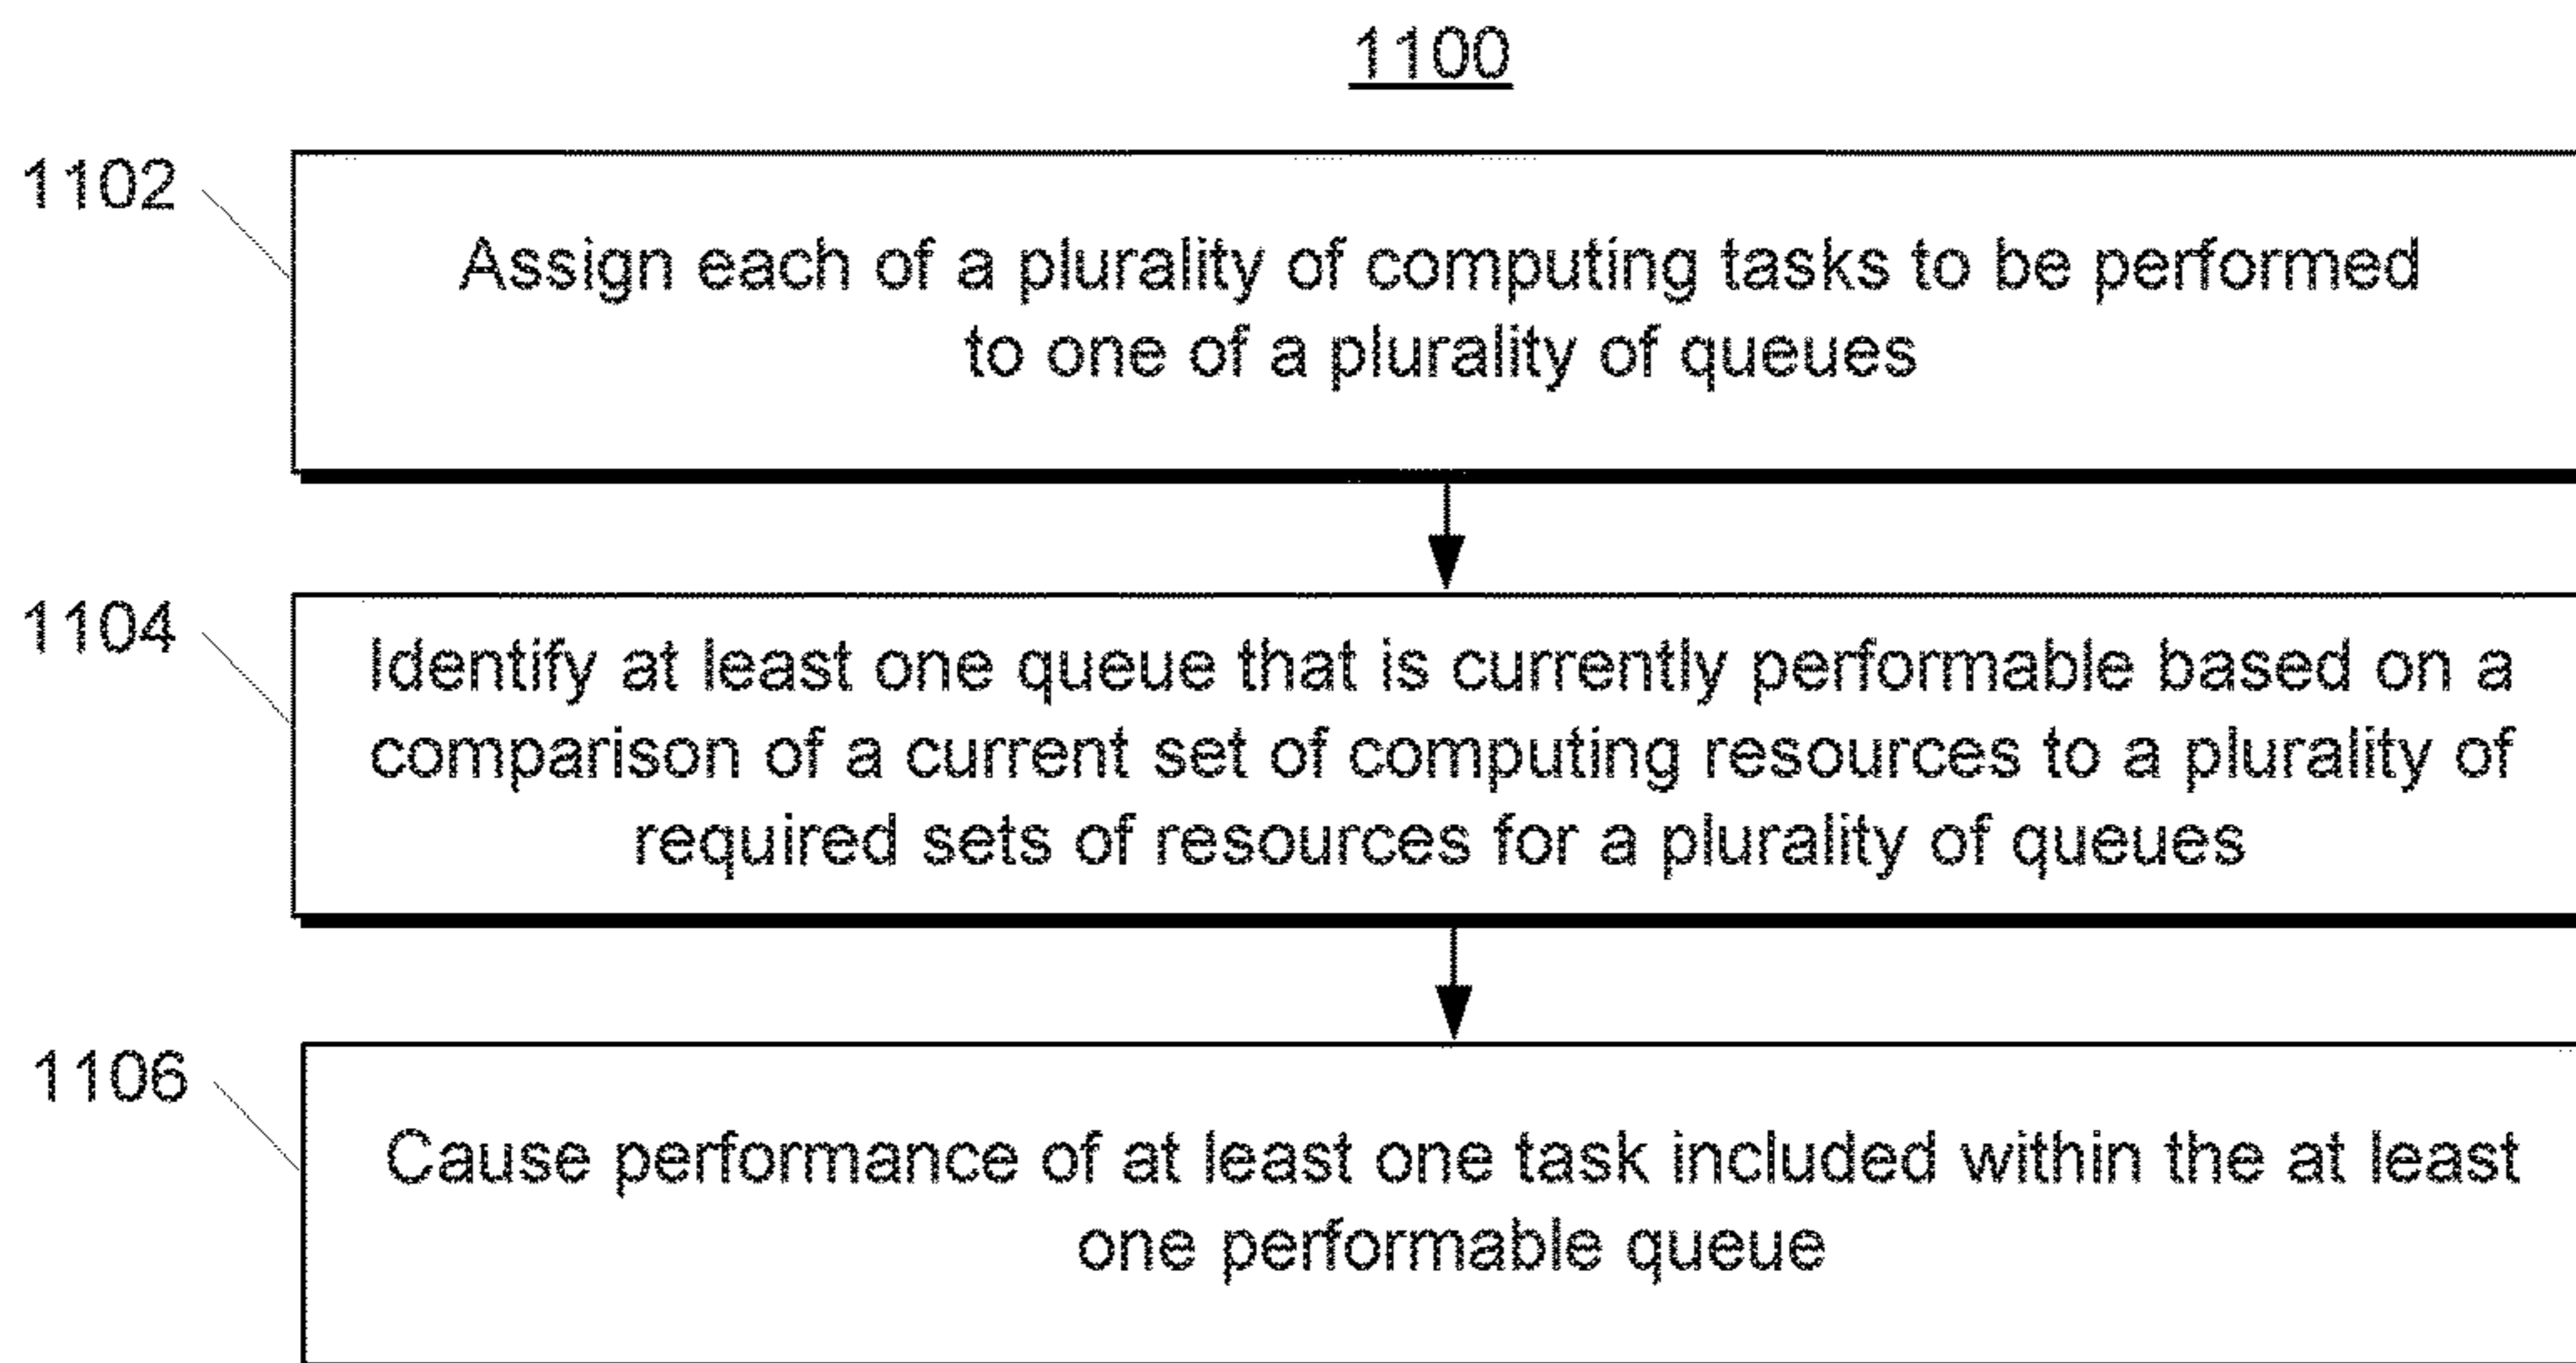 1100
1102
Assign each of a plurality of computing tasks to be performed
to one of a plurality of queues
1104
Identify at least one queue that is currently performable based on a
comparison of a current set of computing resources to a plurality of
required sets of resources for a plurality of queues
1106
Cause performance of at least one task included within the at least
one performable queue